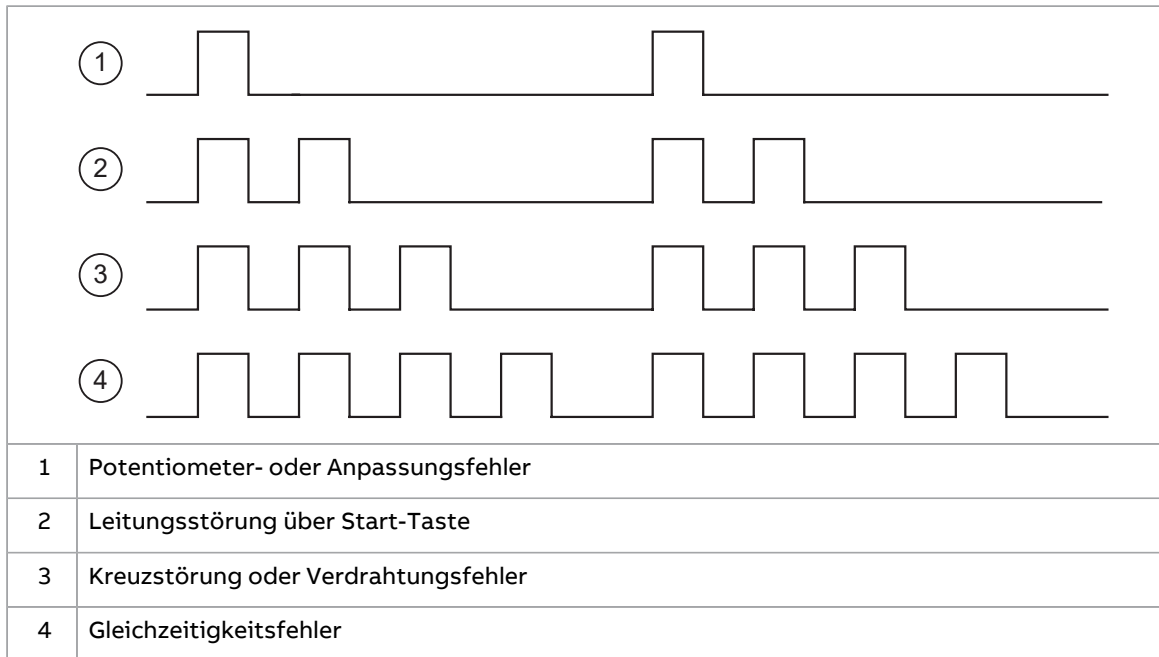 1
2
3
4
1 Potentiometer- oder Anpassungsfehler
2 Leitungsstörung über Start-Taste
3 Kreuzstörung oder Verdrahtungsfehler
4 Gleichzeitigkeitsfehler